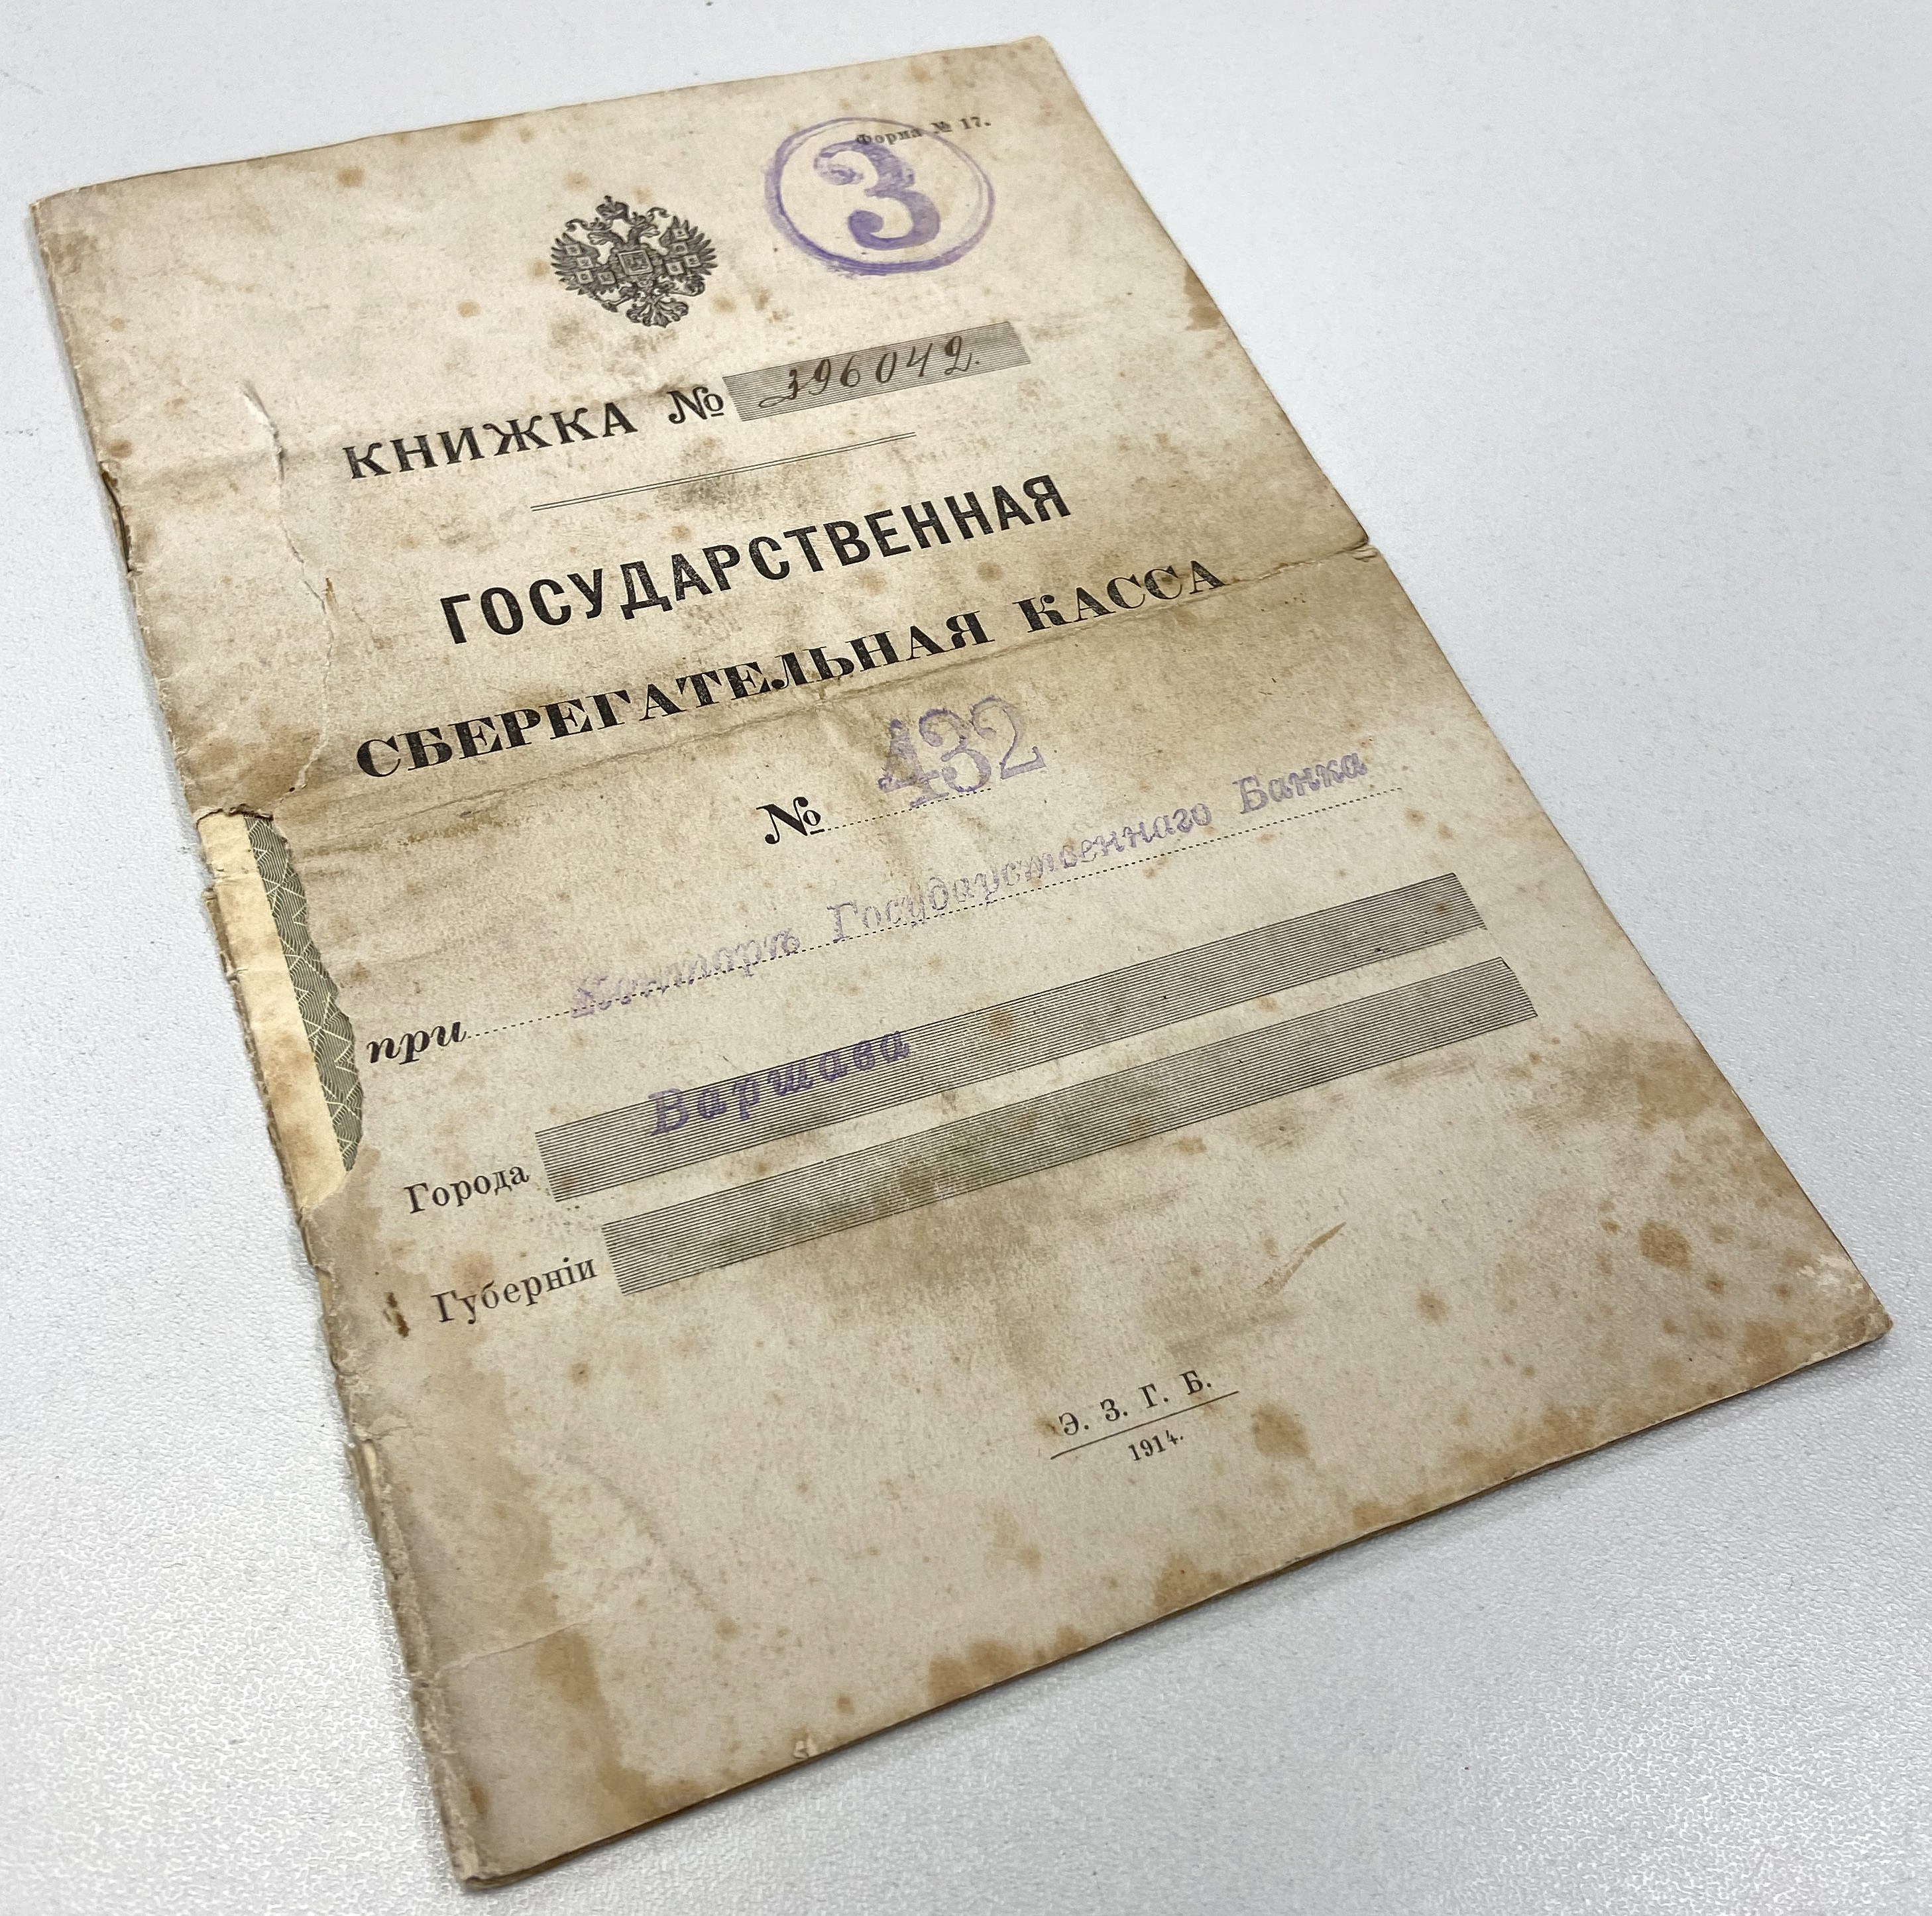 Форма № 17.
3
КНИЖКА № 396042.
ГОСУДАРСТВЕННАЯ
СБЕРЕГАТЕЛЬНАЯ КАССА
№ 432
при Конторѣ Государственнаго Банка
Города Варшава
Губерніи
Э. З. Г. Б.
1914.